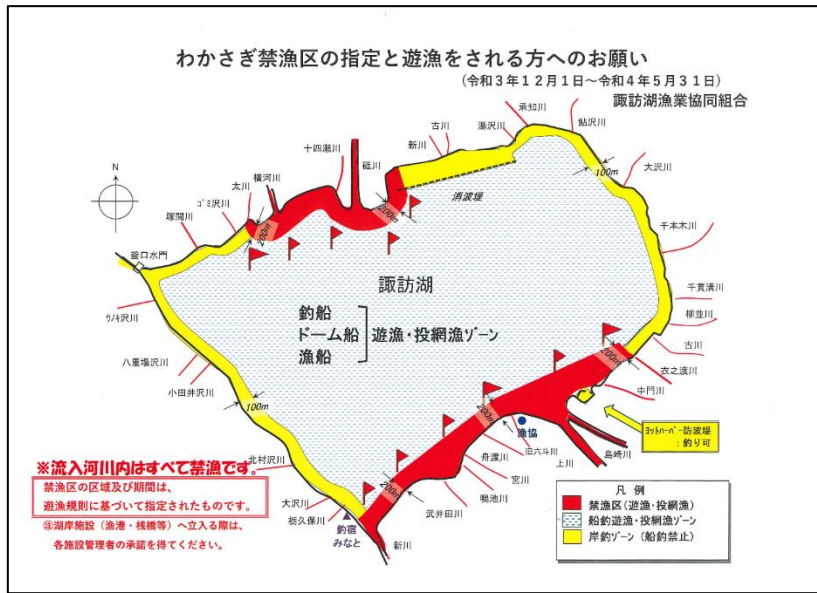 わかさぎ禁漁区の指定と遊漁をされる方へのお願い
(令和3年12月1日～令和4年5月31日)
諏訪湖漁業協同組合
承知川
鮎沢川
湯沢川
古川
新川
十四瀬川
砥川
横河川
太川
ゴミ沢川
塚間川
釜口水門
N
大沢川
100m
消波堤
200m
200m
千本木川
千貫溝川
柳並川
古川
衣之渡川
中門川
諏訪湖
釣船
ドーム船
漁船
遊漁・投網漁ゾーン
ウノキ沢川
八重場沢川
小田井沢川
100m
200m
200m
200m
ヨットハーバー防波堤
：釣り可
漁協
旧六斗川
上川
島崎川
舟渡川
宮川
鴨池川
武井田川
新川
北村沢川
大沢川
栃久保川
釣宿
みなと
※流入河川内はすべて禁漁です。
禁漁区の区域及び期間は、
遊漁規則に基づいて指定されたものです。
㊟湖岸施設（漁港・桟橋等）へ立入る際は、
各施設管理者の承諾を得てください。
凡 例
禁漁区(遊漁・投網漁)
船釣遊漁・投網漁ゾーン
岸釣ゾーン（船釣禁止）